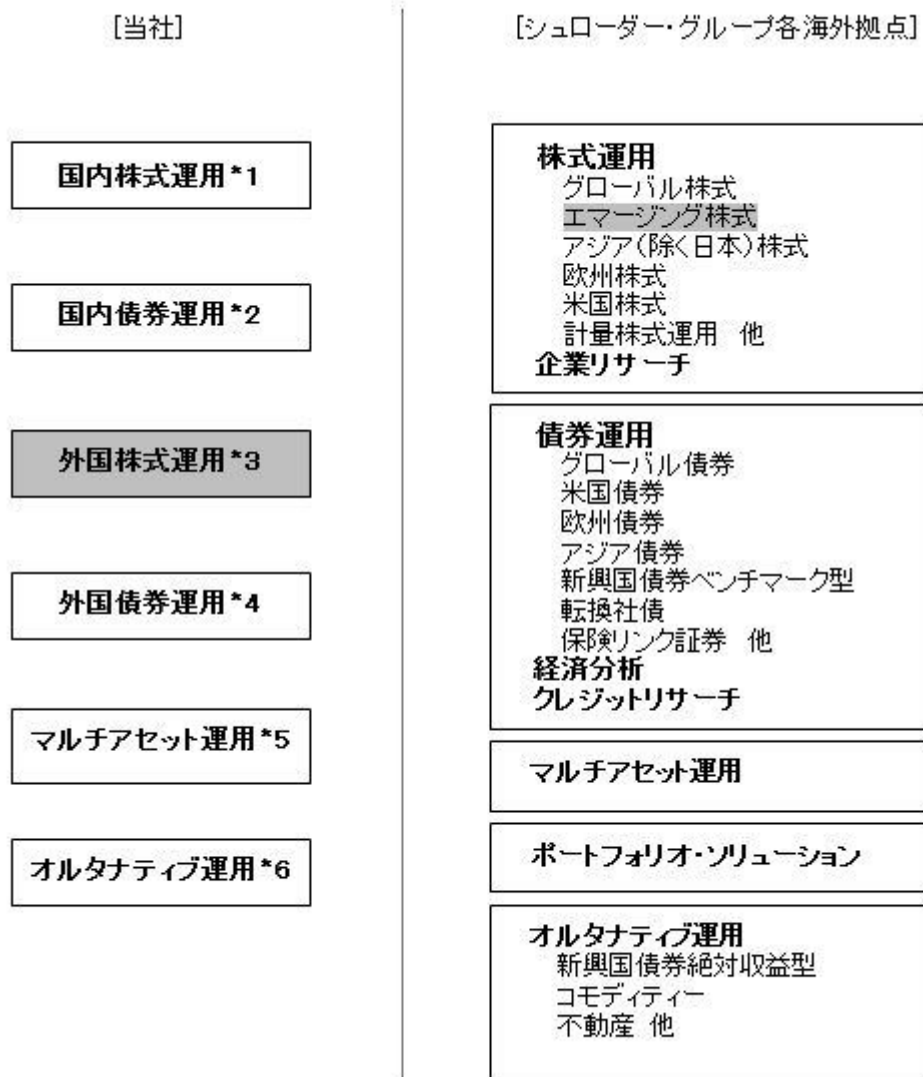 [当社]
国内株式運用*1
国内債券運用*2
外国株式運用*3
外国債券運用*4
マルチアセット運用*5
オルタナティブ運用*6
[シュローダー・グループ各海外拠点]
株式運用
グローバル株式
エマージング株式
アジア(除く日本)株式
欧州株式
米国株式
計量株式運用 他
企業リサーチ
債券運用
グローバル債券
米国債券
欧州債券
アジア債券
新興国債券ベンチマーク型
転換社債
保険リンク証券 他
経済分析
クレジットリサーチ
マルチアセット運用
ポートフォリオ・ソリューション
オルタナティブ運用
新興国債券絶対収益型
コモディティー
不動産 他